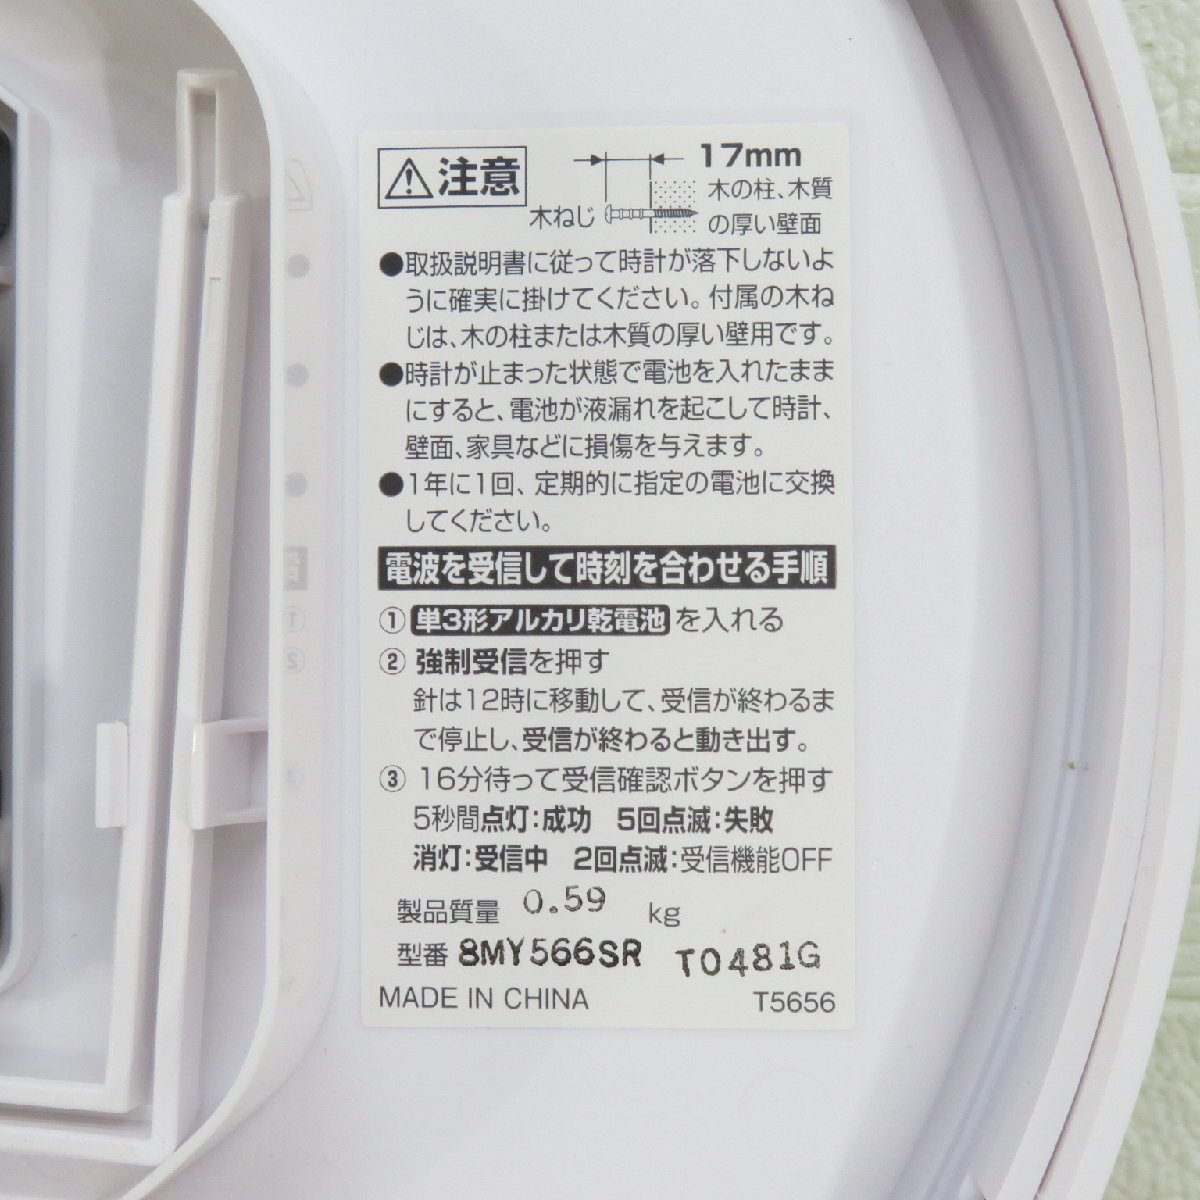 注意
17mm
木ねじ
木の柱、木質
の厚い壁面
●取扱説明書に従って時計が落下しないよ
うに確実に掛けてください。付属の木ね
じは、木の柱または木質の厚い壁用です。
●時計が止まった状態で電池を入れたまま
にすると、電池が液漏れを起こして時計、
壁面、家具などに損傷を与えます。
●1年に1回、定期的に指定の電池に交換
してください。
電波を受信して時刻を合わせる手順
① 単3形アルカリ乾電池 を入れる
② 強制受信を押す
針は12時に移動して、受信が終わるま
で停止し、受信が終わると動き出す。
③ 16分待って受信確認ボタンを押す
5秒間点灯：成功 5回点滅：失敗
消灯：受信中 2回点滅：受信機能OFF
製品質量 0.59 kg
型番 8MY566SR T0481G
MADE IN CHINA T5656